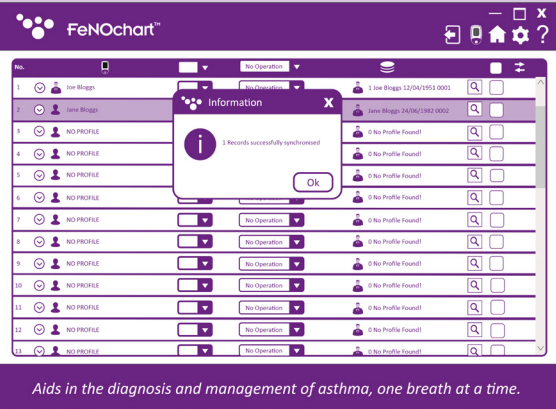 FeNOchart™
No.
No Operation
1 Joe Bloggs No Operation 1 Joe Bloggs 12/04/1951 0001
2 Jane Bloggs Jane Bloggs 24/06/1982 0002
3 NO PROFILE 0 No Profile Found!
4 NO PROFILE 0 No Profile Found!
5 NO PROFILE 0 No Profile Found!
6 NO PROFILE No Operation 0 No Profile Found!
7 NO PROFILE No Operation 0 No Profile Found!
8 NO PROFILE No Operation 0 No Profile Found!
9 NO PROFILE No Operation 0 No Profile Found!
10 NO PROFILE No Operation 0 No Profile Found!
11 NO PROFILE No Operation 0 No Profile Found!
12 NO PROFILE No Operation 0 No Profile Found!
13 NO PROFILE No Operation 0 No Profile Found!
Information X
i
1 Records successfully synchronised
Ok
Aids in the diagnosis and management of asthma, one breath at a time.